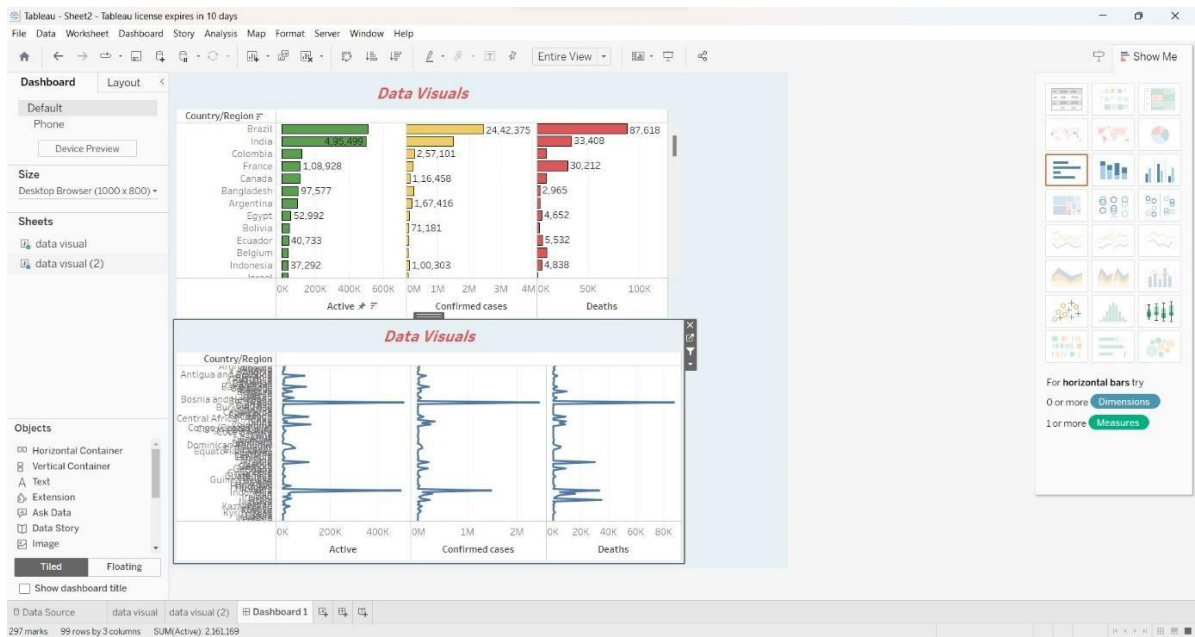 Tableau - Sheet2 - Tableau license expires in 10 days
File Data Worksheet Dashboard Story Analysis Map Format Server Window Help
Entire View
Show Me
Dashboard Layout
Default
Phone
Device Preview
Size
Desktop Browser (1000 x 800)
Sheets
data visual
data visual (2)
Objects
Horizontal Container
Vertical Container
Text
Extension
Ask Data
Data Story
Image
Tiled Floating
Show dashboard title
Data Visuals
Country/Region
Brazil 24,42,375 87,618
India 4,95,499 33,408
Colombia 2,57,101
France 1,08,928 30,212
Canada 1,16,458
Bangladesh 97,577 2,965
Argentina 1,67,416
Egypt 52,992 4,652
Bolivia 71,181
Ecuador 40,733 5,532
Belgium
Indonesia 37,292 1,00,303 4,838
Israel
0K 200K 400K 600K 0M 1M 2M 3M 4M 0K 50K 100K
Active Confirmed cases Deaths
Data Visuals
Country/Region
Antigua and
Bosnia and
Central African
Dominican
0K 200K 400K 0M 1M 2M 0K 20K 40K 60K 80K
Active Confirmed cases Deaths
For horizontal bars try
0 or more Dimensions
1 or more Measures
Data Source data visual data visual (2) Dashboard 1
297 marks 99 rows by 3 columns SUM(Active): 2,161,169